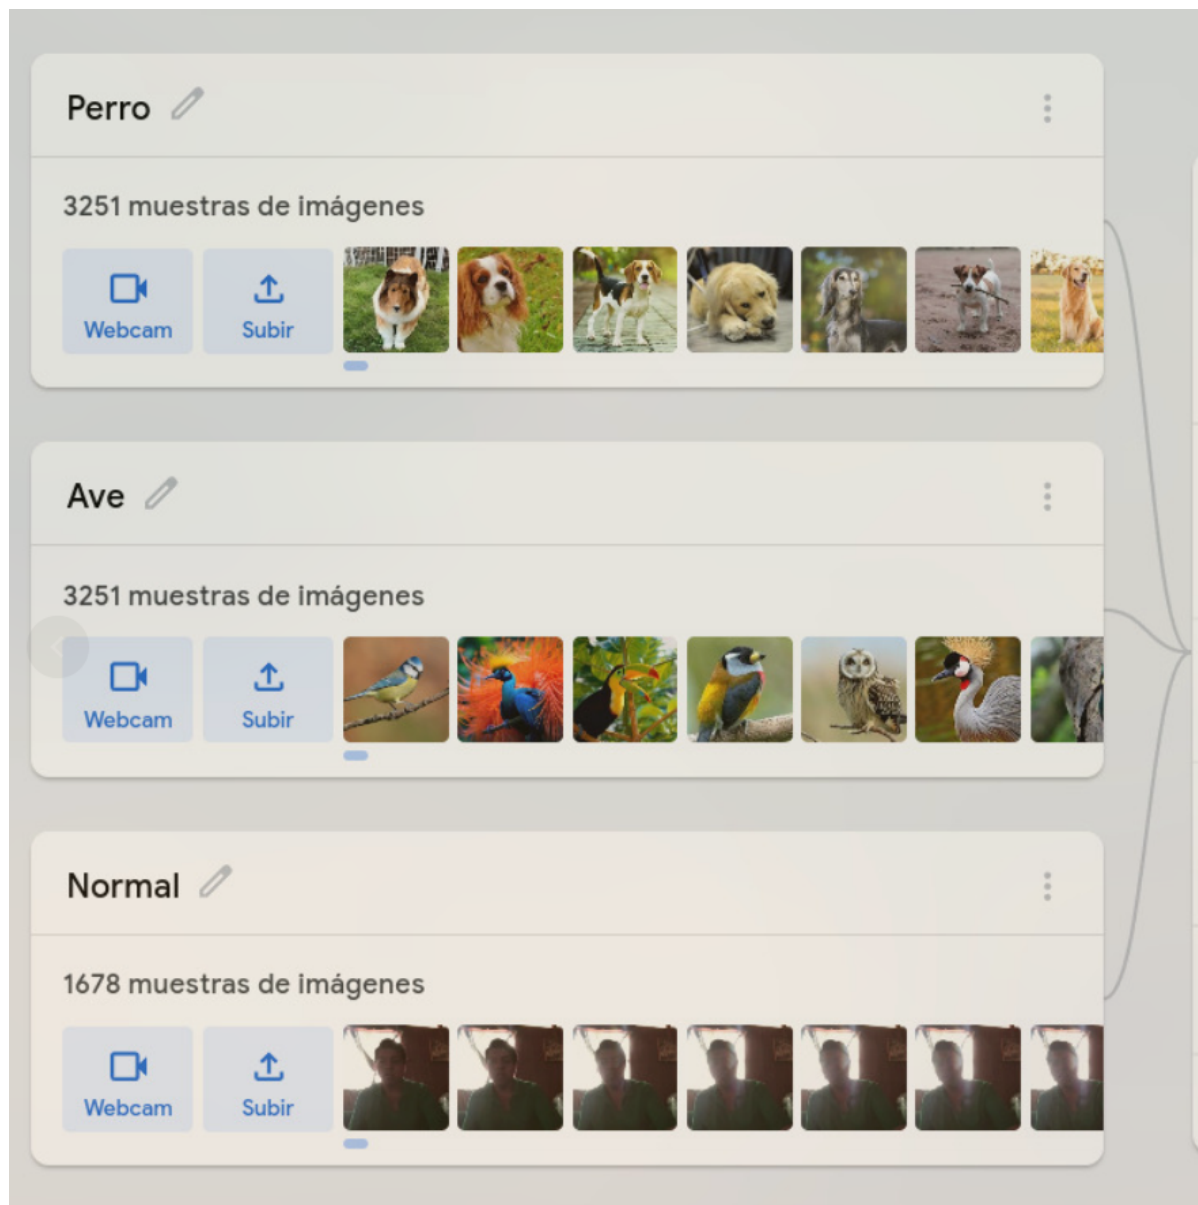 Perro
3251 muestras de imágenes
Webcam
Subir
Ave
3251 muestras de imágenes
Webcam
Subir
Normal
1678 muestras de imágenes
Webcam
Subir